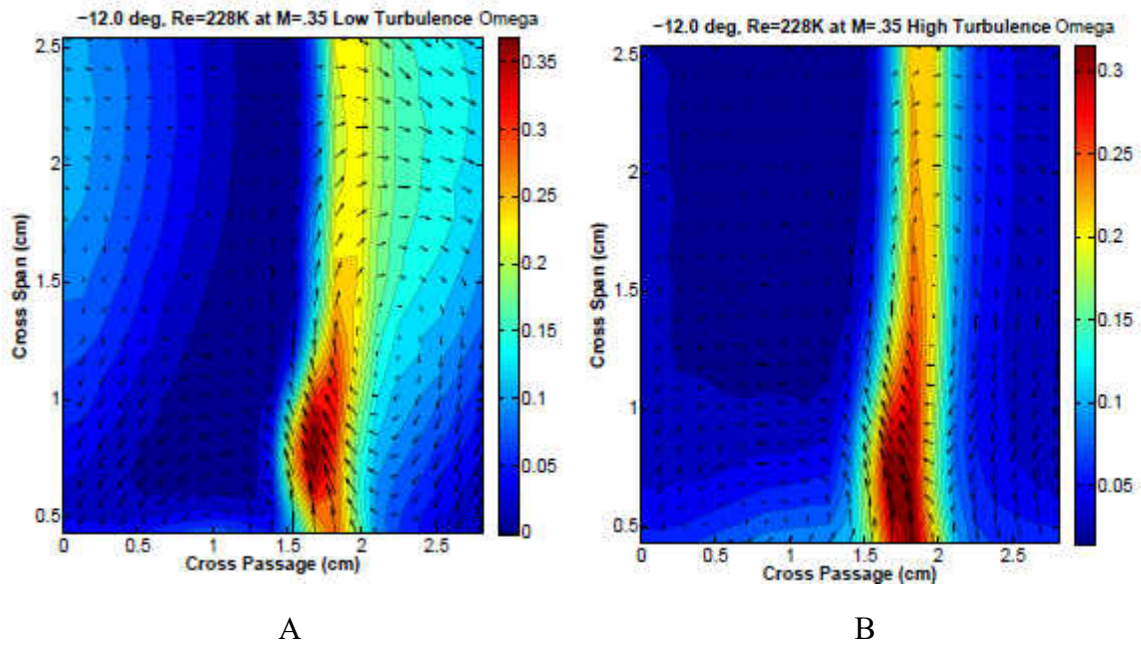 −12.0 deg, Re=228K at M=.35 Low Turbulence Omega
2.5
2
1.5
1
0.5
Cross Span (cm)
0 0.5 1 1.5 2 2.5
Cross Passage (cm)
0.35
0.3
0.25
0.2
0.15
0.1
0.05
0
A
−12.0 deg, Re=228K at M=.35 High Turbulence Omega
2.5
2
1.5
1
0.5
Cross Span (cm)
0 0.5 1 1.5 2 2.5
Cross Passage (cm)
0.3
0.25
0.2
0.15
0.1
0.05
B